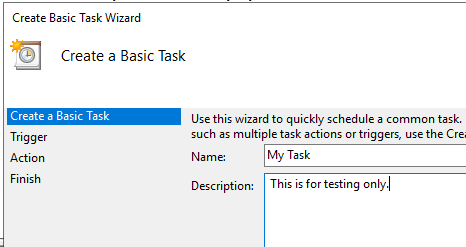 Create Basic Task Wizard
Create a Basic Task
Create a Basic Task
Trigger
Action
Finish
Use this wizard to quickly schedule a common task.
such as multiple task actions or triggers, use the Crea
Name: My Task
Description: This is for testing only.